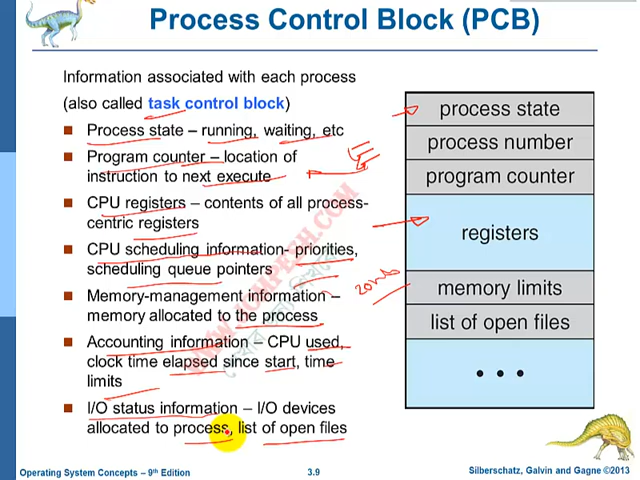 Process Control Block (PCB)
Information associated with each process
(also called task control block)
Process state – running, waiting, etc
Program counter – location of
instruction to next execute
CPU registers – contents of all process-
centric registers
CPU scheduling information- priorities,
scheduling queue pointers
Memory-management information –
memory allocated to the process
Accounting information – CPU used,
clock time elapsed since start, time
limits
I/O status information – I/O devices
allocated to process, list of open files
process state
process number
program counter
registers
memory limits
list of open files
• • •
Operating System Concepts – 9th Edition
3.9
Silberschatz, Galvin and Gagne ©2013